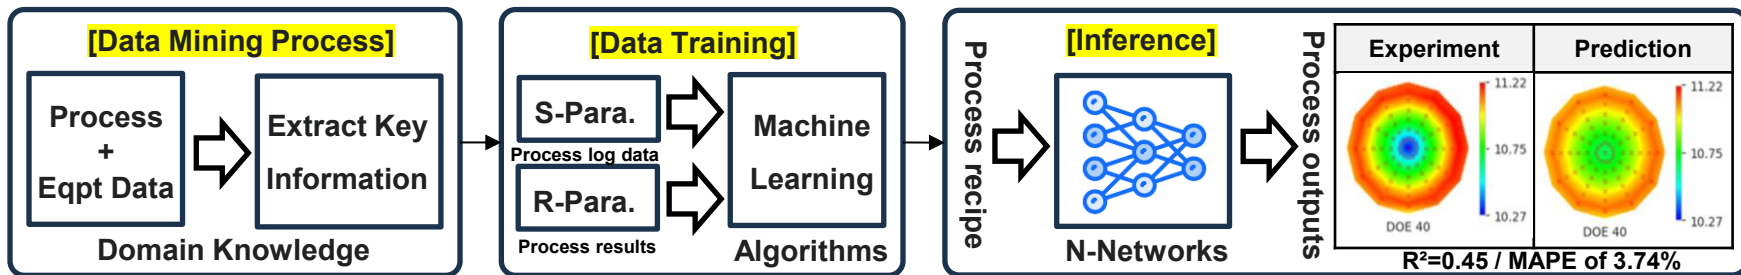 [Data Mining Process]
Process
+
Eqpt Data
Extract Key
Information
Domain Knowledge
[Data Training]
S-Para.
Process log data
R-Para.
Process results
Machine
Learning
Algorithms
[Inference]
Process recipe
N-Networks
Process outputs
Experiment
Prediction
11.22
10.75
10.27
DOE 40
11.22
10.75
10.27
DOE 40
R²=0.45 / MAPE of 3.74%